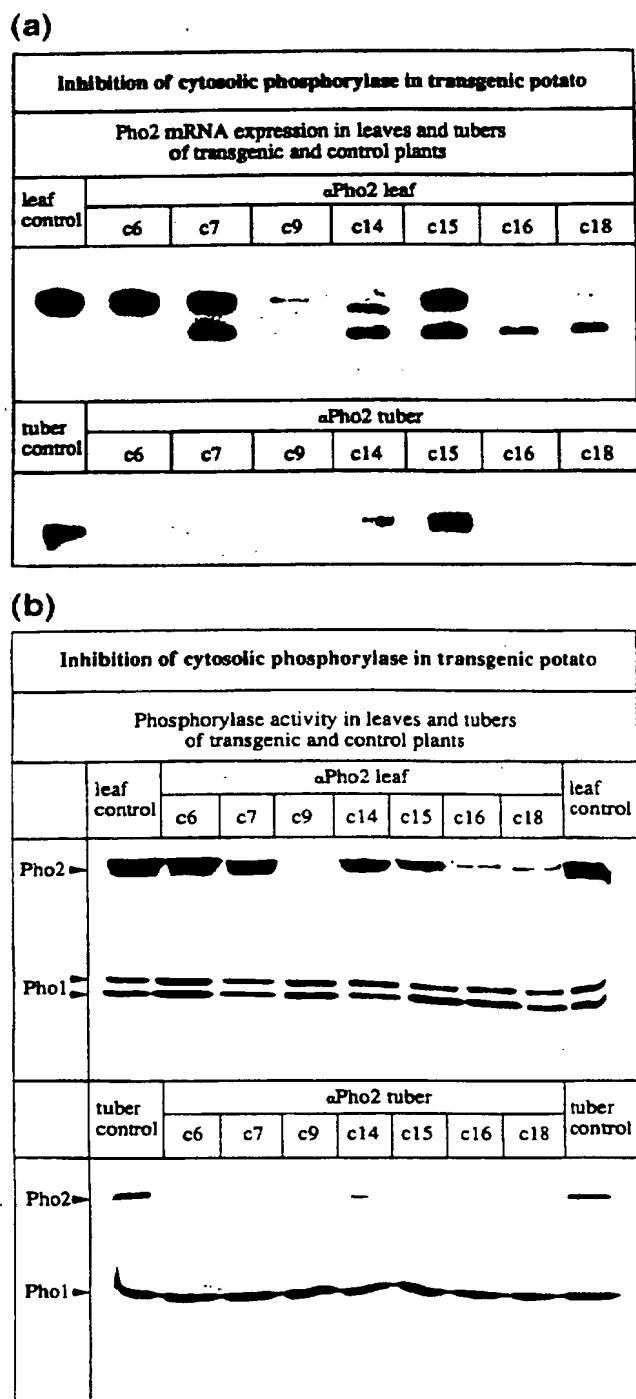 (a)
Inhibition of cytosolic phosphorylase in transgenic potato
Pho2 mRNA expression in leaves and tubers
of transgenic and control plants
leaf control
αPho2 leaf
c6 c7 c9 c14 c15 c16 c18
tuber control
αPho2 tuber
c6 c7 c9 c14 c15 c16 c18
(b)
Inhibition of cytosolic phosphorylase in transgenic potato
Phosphorylase activity in leaves and tubers
of transgenic and control plants
leaf control
αPho2 leaf
leaf control
c6 c7 c9 c14 c15 c16 c18
Pho2
Pho1
tuber control
αPho2 tuber
tuber control
c6 c7 c9 c14 c15 c16 c18
Pho2
Pho1